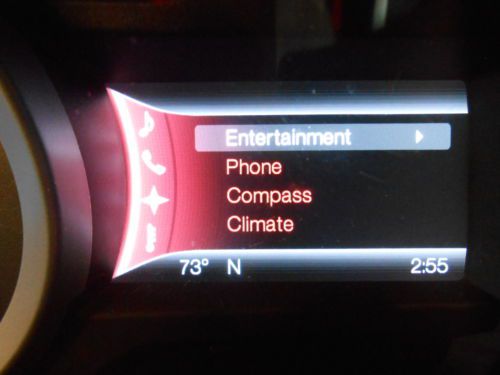 Entertainment
Phone
Compass
Climate
73° N 2:55